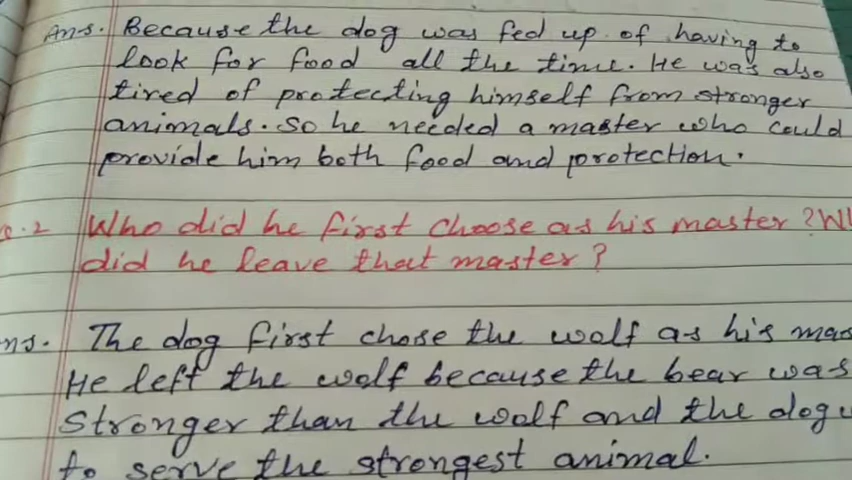 Ans. Because the dog was fed up of having to
look for food all the time. He was also
tired of protecting himself from stronger
animals. So he needed a master who could
provide him both food and protection.
s. 2 Who did he first choose as his master? Wh
did he leave that master?
ns. The dog first chose the wolf as his mas
He left the wolf because the bear was
stronger than the wolf and the dog
to serve the strongest animal.